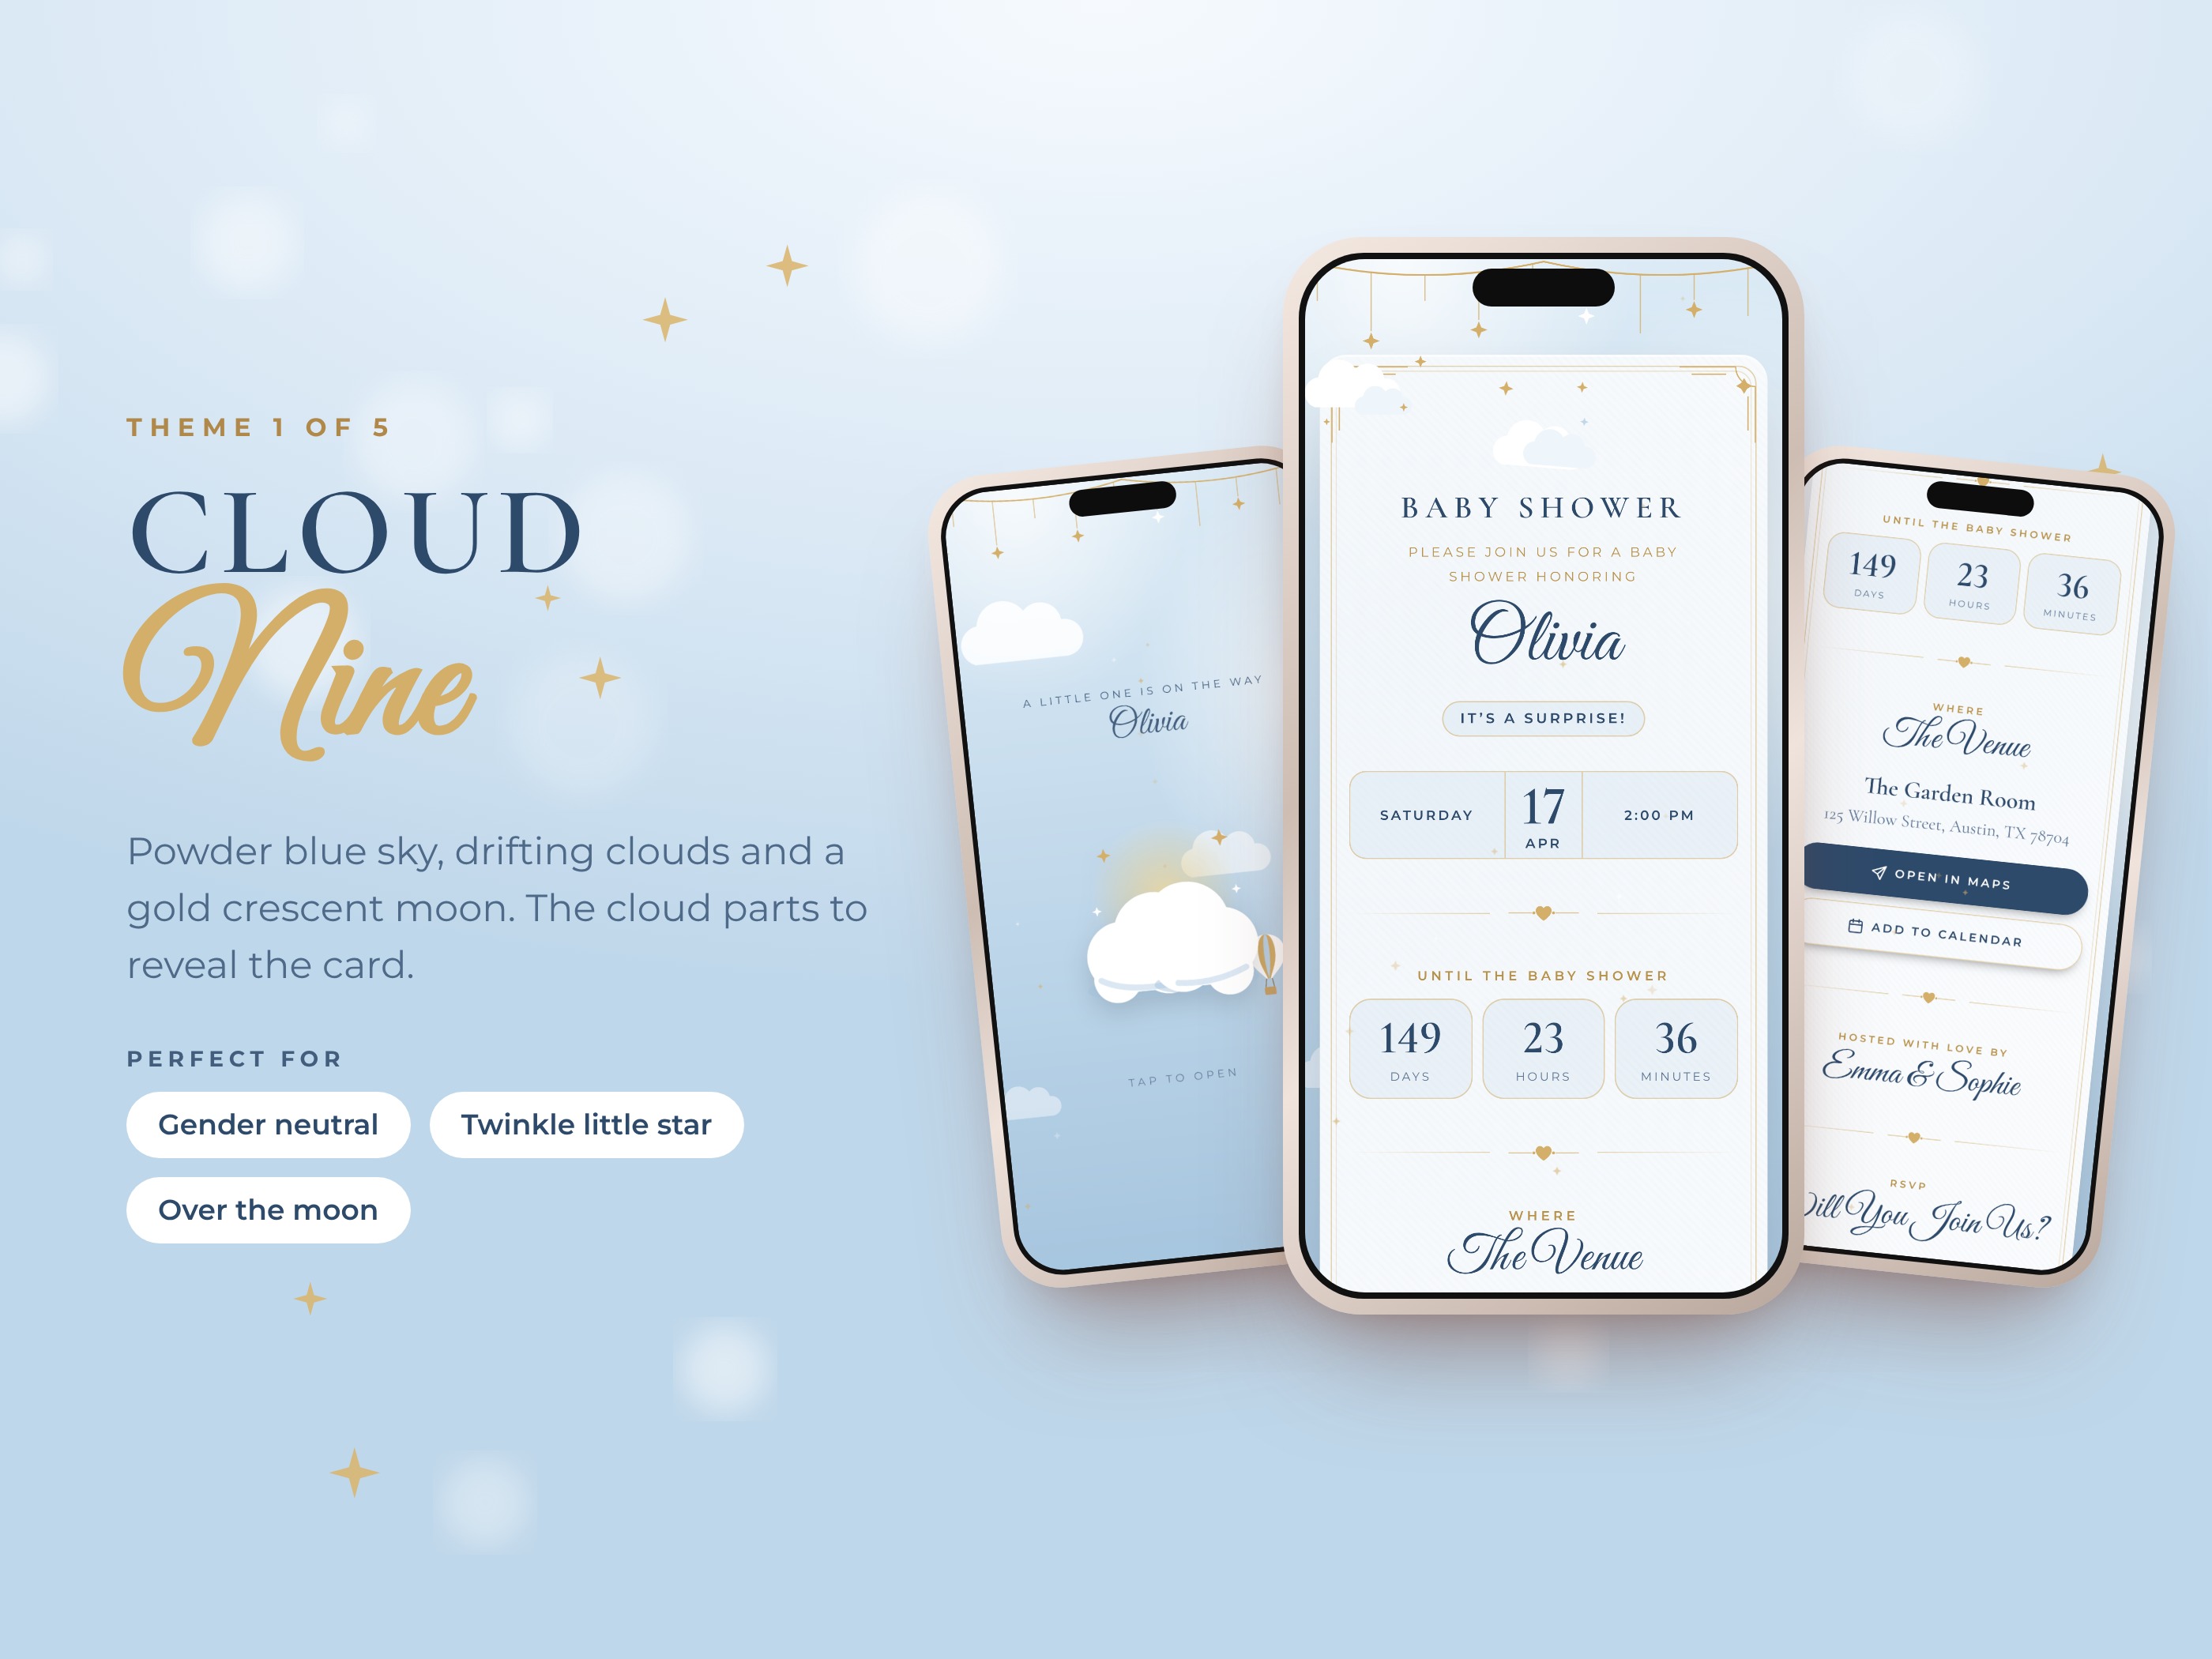 THEME 1 OF 5
CLOUD
Nine
Powder blue sky, drifting clouds and a
gold crescent moon. The cloud parts to
reveal the card.
PERFECT FOR
Gender neutral
Twinkle little star
Over the moon
A LITTLE ONE IS ON THE WAY
Olivia
TAP TO OPEN
BABY SHOWER
PLEASE JOIN US FOR A BABY
SHOWER HONORING
Olivia
IT'S A SURPRISE!
SATURDAY
17
APR
2:00 PM
UNTIL THE BABY SHOWER
149
DAYS
23
HOURS
36
MINUTES
WHERE
The Venue
UNTIL THE BABY SHOWER
149
DAYS
23
HOURS
36
MINUTES
WHERE
The Venue
The Garden Room
125 Willow Street, Austin, TX 78704
OPEN IN MAPS
ADD TO CALENDAR
HOSTED WITH LOVE BY
Emma & Sophie
RSVP
You Join Us?